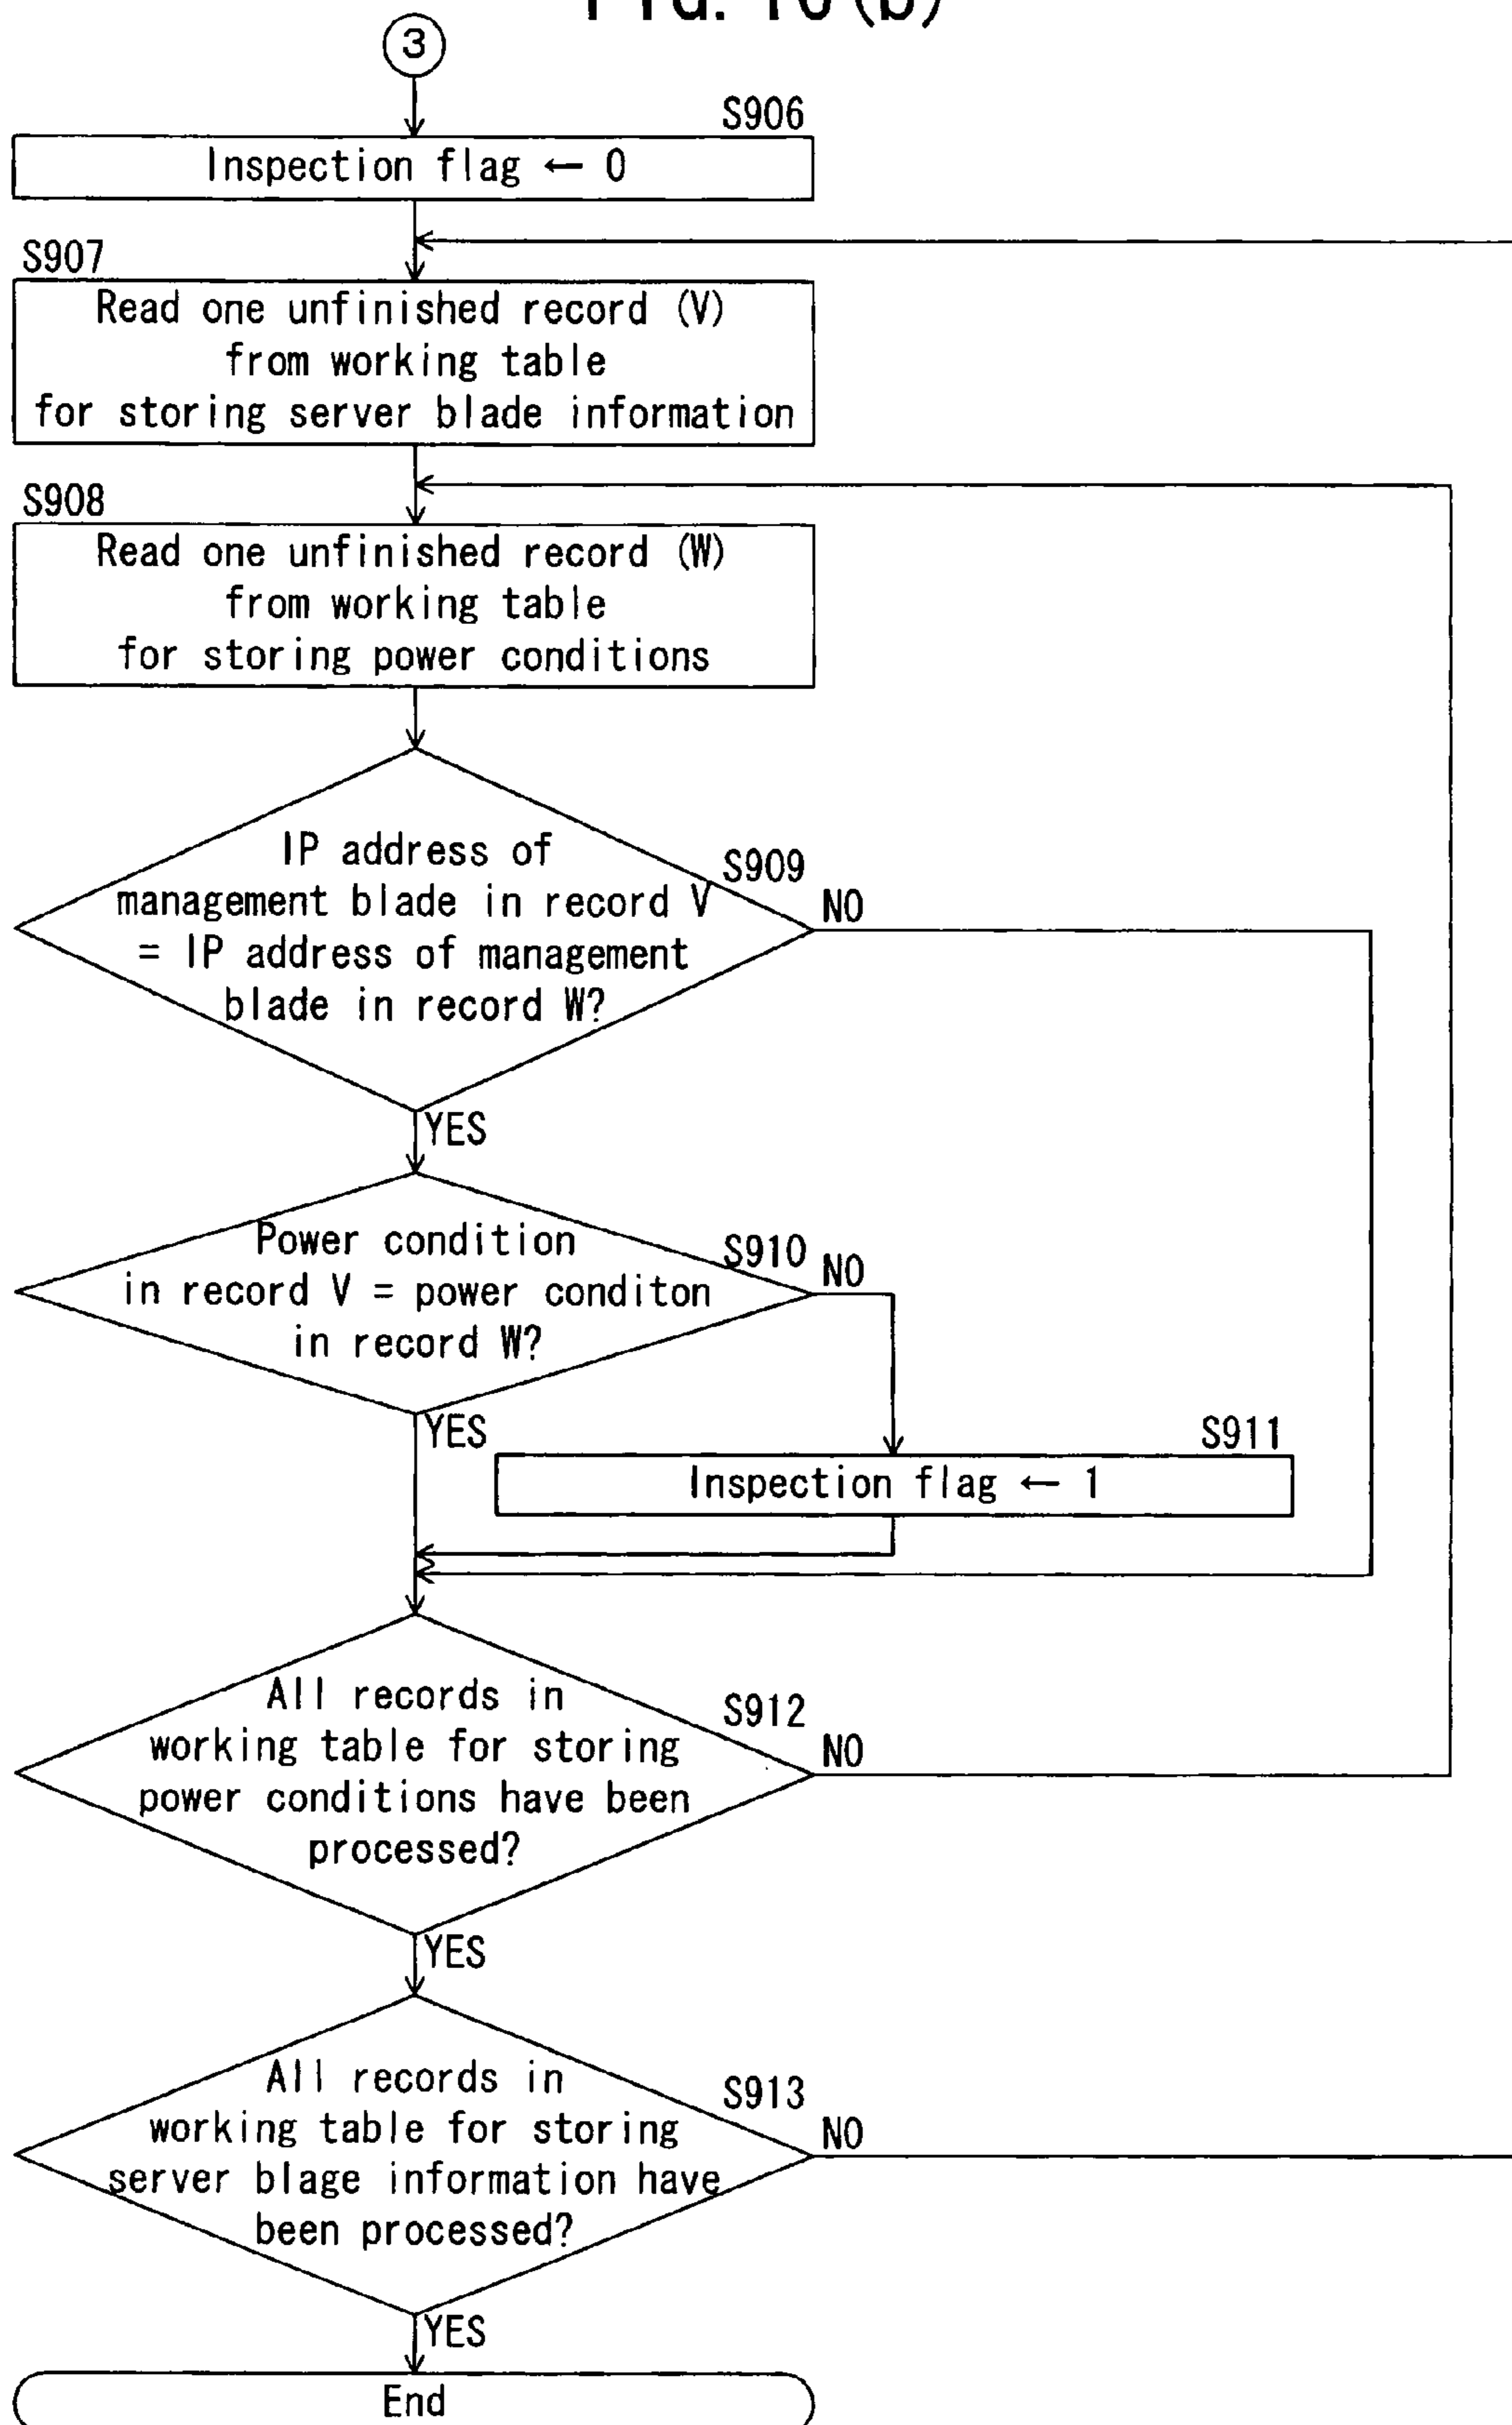 FIG. 16(b)
3
S906
Inspection flag ← 0
S907
Read one unfinished record (V)
from working table
for storing server blade information
S908
Read one unfinished record (W)
from working table
for storing power conditions
IP address of
management blade in record V
= IP address of management
blade in record W?
S909
NO
YES
Power condition
in record V = power conditon
in record W?
S910
NO
YES
S911
Inspection flag ← 1
All records in
working table for storing
power conditions have been
processed?
S912
NO
YES
All records in
working table for storing
server blage information have
been processed?
S913
NO
YES
End